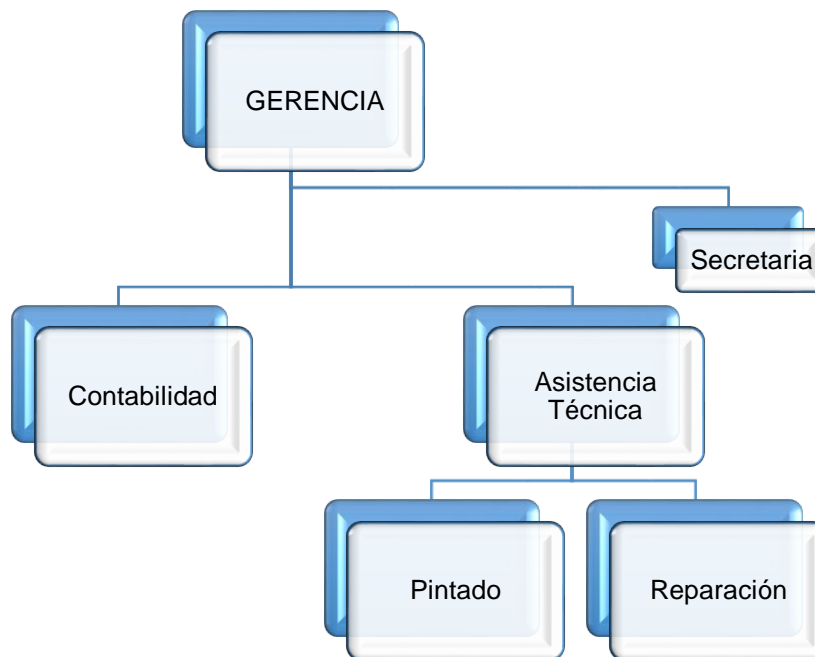 GERENCIA
Secretaria
Contabilidad
Asistencia
Técnica
Pintado
Reparación